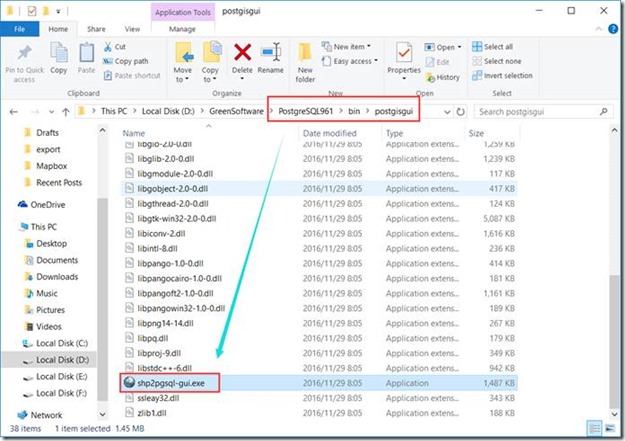 Application Tools
postgisgui
File
Home
Share
View
Manage
Pin to Quick access
Copy
Paste
Cut
Copy path
Paste shortcut
Clipboard
Move to
Copy to
Delete
Rename
Organize
New folder
New item
Easy access
New
Properties
Open
Edit
History
Open
Select all
Select none
Invert selection
Select
This PC > Local Disk (D:) > GreenSoftware > PostgreSQL961 > bin > postgisgui
Search postgisgui
Drafts
export
Mapbox
Recent Posts
OneDrive
This PC
Desktop
Documents
Downloads
Music
Pictures
Videos
Local Disk (C:)
Local Disk (D:)
Local Disk (E:)
Local Disk (F:)
Network
Name Date modified Type Size
libgio-2.0-0.dll 2016/11/29 8:05 Application extens... 1,259 KB
libglib-2.0-0.dll 2016/11/29 8:05 Application extens... 1,239 KB
libgmodule-2.0-0.dll 2016/11/29 8:05 Application extens... 117 KB
libgobject-2.0-0.dll 2016/11/29 8:05 Application extens... 417 KB
libgthread-2.0-0.dll 2016/11/29 8:05 Application extens... 124 KB
libgtk-win32-2.0-0.dll 2016/11/29 8:05 Application extens... 5,087 KB
libiconv-2.dll 2016/11/29 8:05 Application extens... 1,616 KB
libintl-8.dll 2016/11/29 8:05 Application extens... 236 KB
libpango-1.0-0.dll 2016/11/29 8:05 Application extens... 414 KB
libpangocairo-1.0-0.dll 2016/11/29 8:05 Application extens... 181 KB
libpangoft2-1.0-0.dll 2016/11/29 8:05 Application extens... 1,161 KB
libpangowin32-1.0-0.dll 2016/11/29 8:05 Application extens... 189 KB
libpng14-14.dll 2016/11/29 8:05 Application extens... 267 KB
libpq.dll 2016/11/29 8:05 Application extens... 179 KB
libproj-9.dll 2016/11/29 8:05 Application extens... 349 KB
libstdc++-6.dll 2016/11/29 8:05 Application extens... 942 KB
shp2pgsql-gui.exe 2016/11/29 8:05 Application 1,487 KB
ssleay32.dll 2016/11/29 8:05 Application extens... 343 KB
zlib1.dll 2016/11/29 8:05 Application extens... 188 KB
38 items 1 item selected 1.45 MB